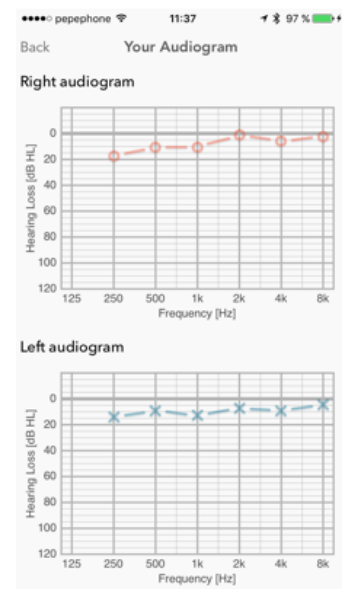 pepephone 11:37 97 %
Back Your Audiogram
Right audiogram
Hearing Loss [dB HL]
0
20
40
60
80
100
120
125 250 500 1k 2k 4k 8k
Frequency [Hz]
Left audiogram
Hearing Loss [dB HL]
0
20
40
60
80
100
120
125 250 500 1k 2k 4k 8k
Frequency [Hz]